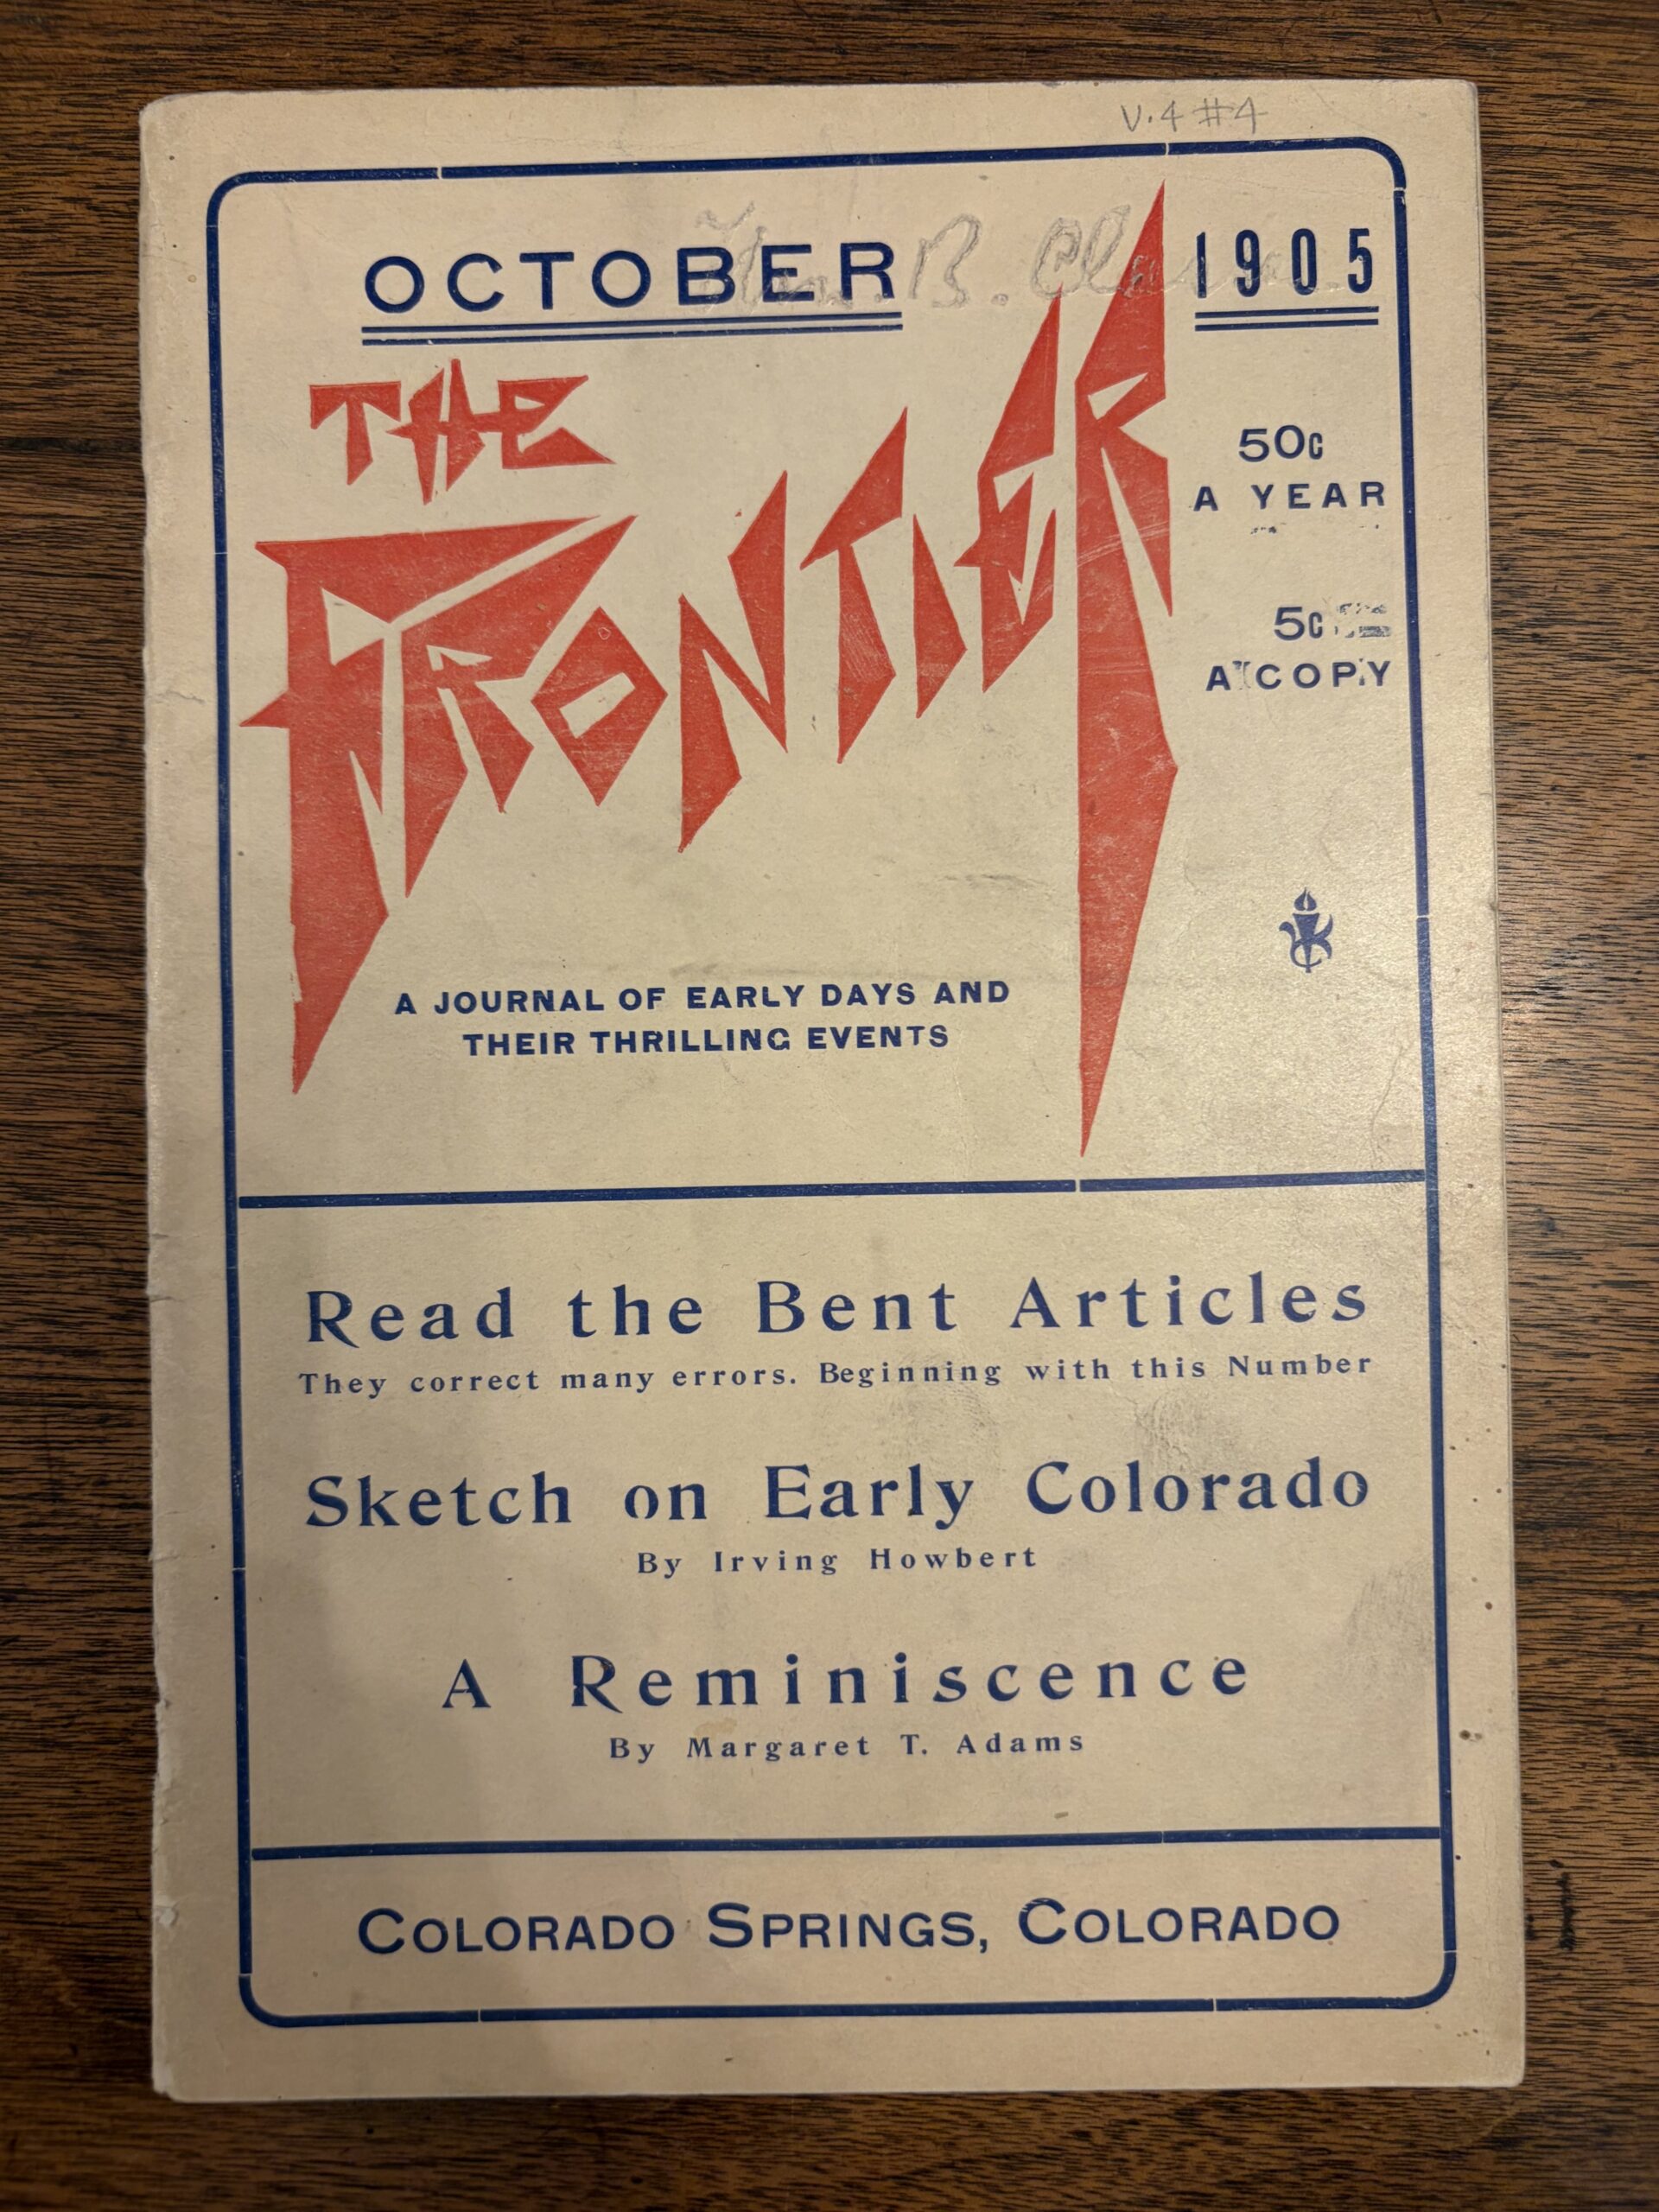 V.4 #4
OCTOBER 1905
THE
FRONTIER
50c
A YEAR
5c
A COPY
A JOURNAL OF EARLY DAYS AND
THEIR THRILLING EVENTS
Read the Bent Articles
They correct many errors. Beginning with this Number
Sketch on Early Colorado
By Irving Howbert
A Reminiscence
By Margaret T. Adams
COLORADO SPRINGS, COLORADO